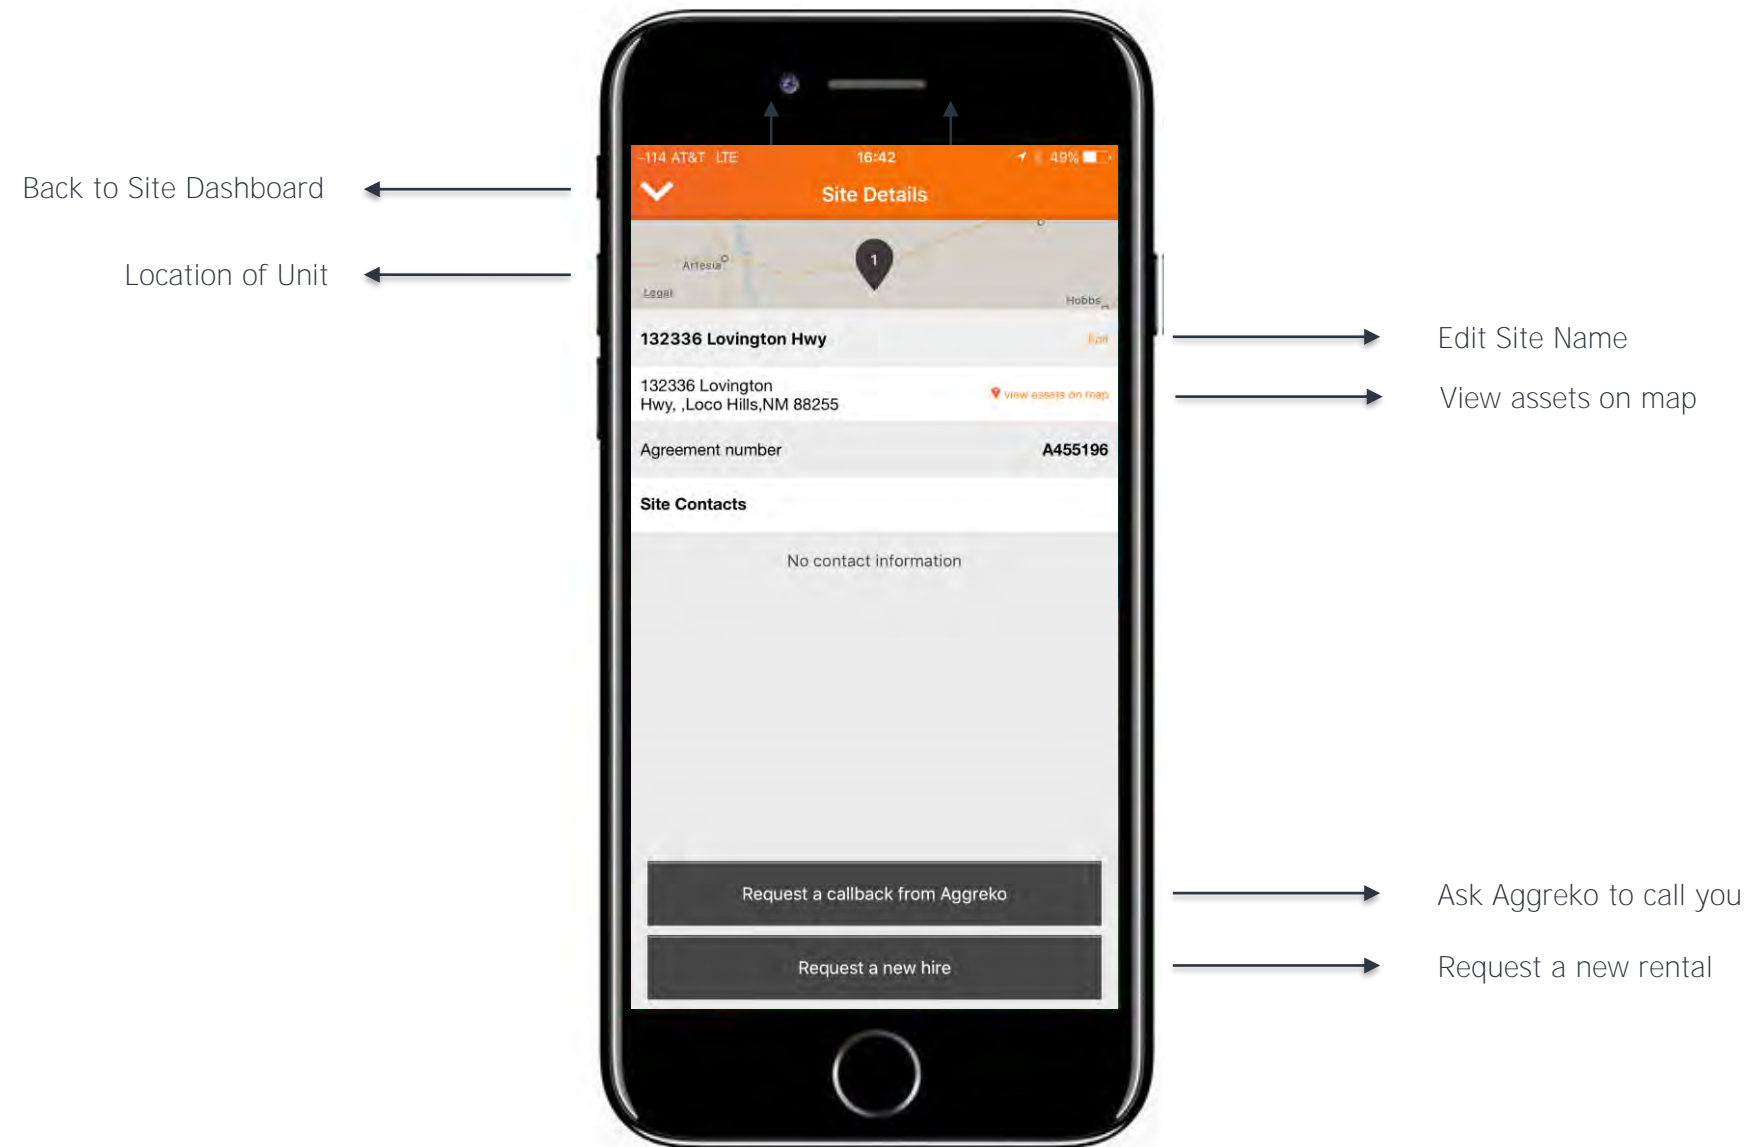 -114 AT&T LTE 16:42 49%
Back to Site Dashboard
Site Details
Location of Unit
Artesia
1
Legal
Hobbs
132336 Lovington Hwy
Edit
Edit Site Name
132336 Lovington
Hwy, ,Loco Hills,NM 88255
view assets on map
View assets on map
Agreement number A455196
Site Contacts
No contact information
Request a callback from Aggreko
Ask Aggreko to call you
Request a new hire
Request a new rental